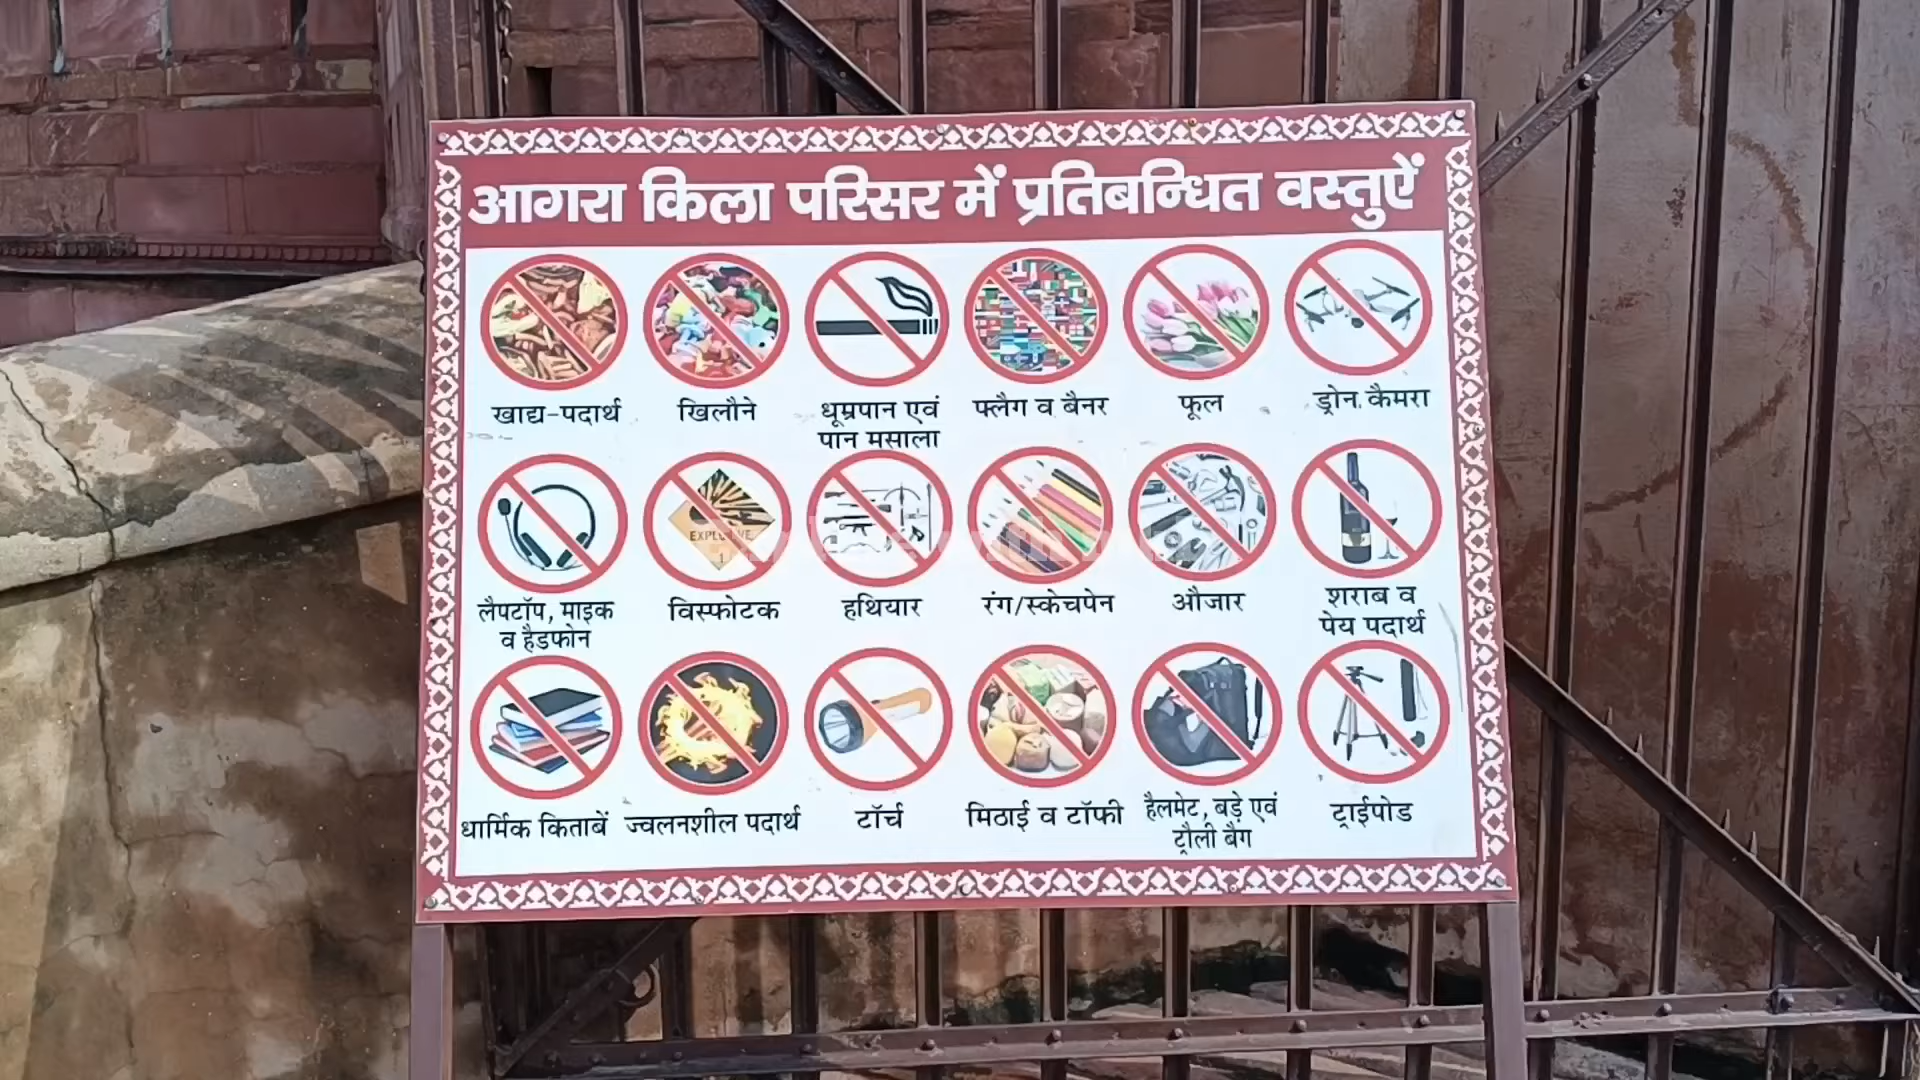 आगरा किला परिसर में प्रतिबन्धित वस्तुऐं
खाद्य-पदार्थ
खिलौने
धूम्रपान एवं
पान मसाला
फ्लैग व बैनर
फूल
ड्रोन कैमरा
लैपटॉप, माइक
व हैडफोन
EXPLOSIVE
विस्फोटक
हथियार
रंग/स्केचपेन
औजार
शराब व
पेय पदार्थ
धार्मिक किताबें
ज्वलनशील पदार्थ
टॉर्च
मिठाई व टॉफी
हैलमेट, बड़े एवं
ट्रौली बैग
ट्राईपोड